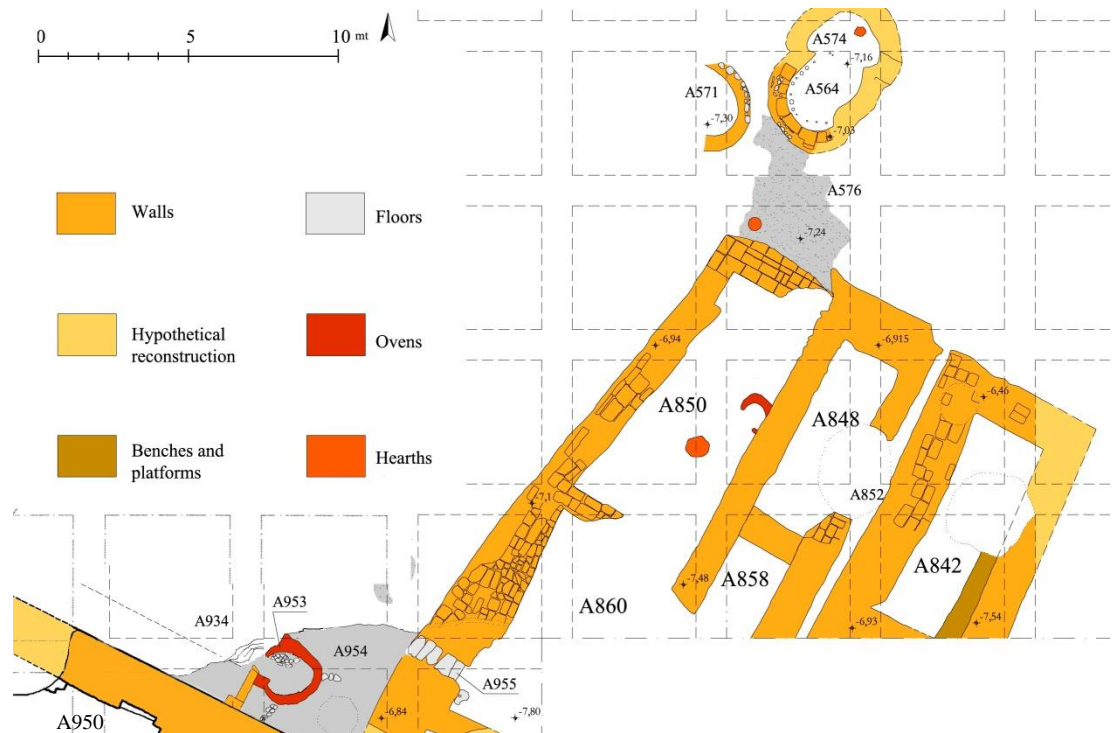 0 5 10 mt
Walls
Floors
Hypothetical
reconstruction
Ovens
Benches and
platforms
Hearths
A574
-7,16
A571
A564
-7,30
-7,03
A576
-7,24
-6,94
-6,915
A850
A848
-6,46
-7,1
A852
A842
A858
-7,48
A860
-6,93
-7,54
A953
A934
A954
A955
A950
-6,84
-7,80